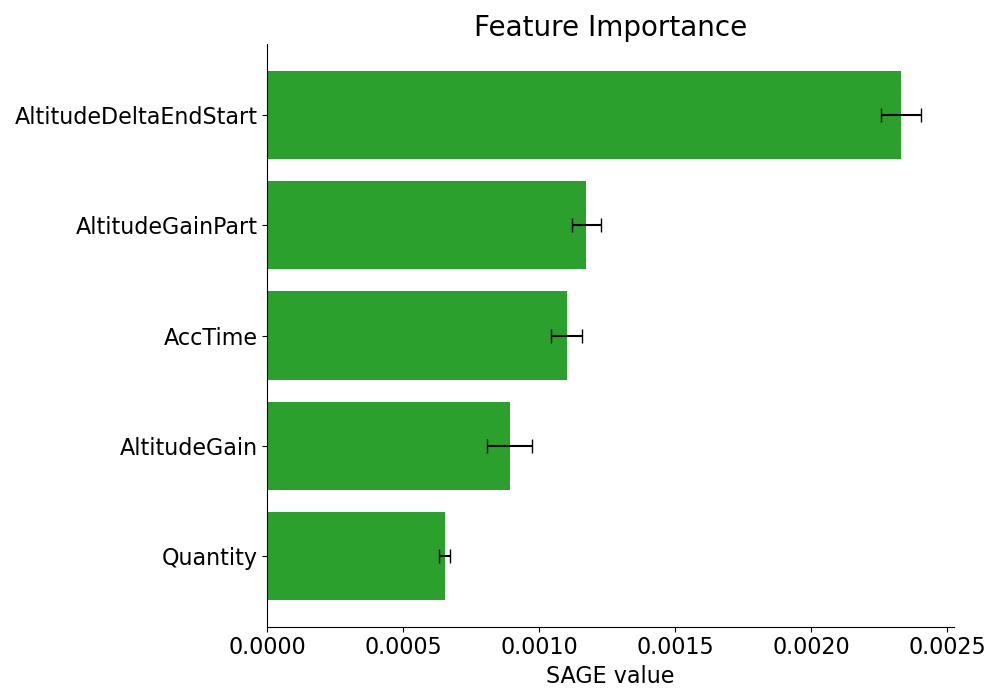 Feature Importance
AltitudeDeltaEndStart
AltitudeGainPart
AccTime
AltitudeGain
Quantity
0.0000 0.0005 0.0010 0.0015 0.0020 0.0025
SAGE value